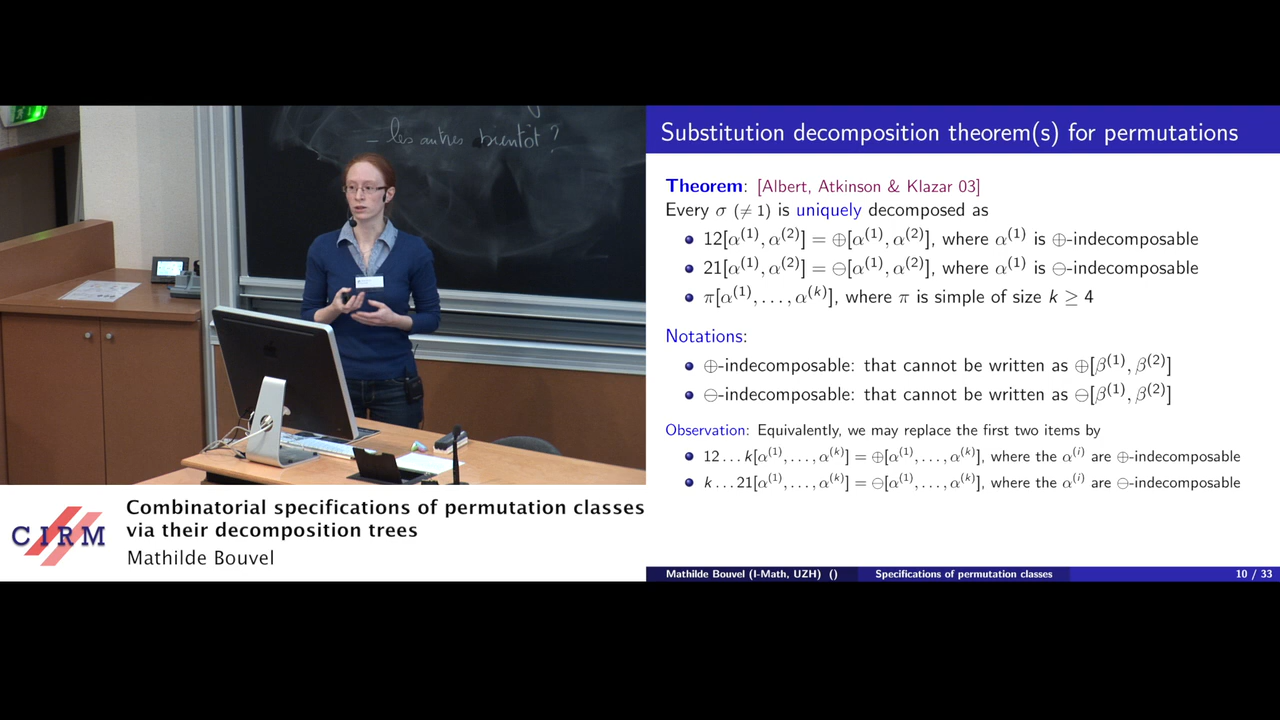 – les autres bientôt ?
CIRM
Combinatorial specifications of permutation classes
via their decomposition trees
Mathilde Bouvel
Substitution decomposition theorem(s) for permutations
Theorem: [Albert, Atkinson & Klazar 03]
Every σ (≠ 1) is uniquely decomposed as
• 12[α⁽¹⁾, α⁽²⁾] = ⊕[α⁽¹⁾, α⁽²⁾], where α⁽¹⁾ is ⊕-indecomposable
• 21[α⁽¹⁾, α⁽²⁾] = ⊖[α⁽¹⁾, α⁽²⁾], where α⁽¹⁾ is ⊖-indecomposable
• π[α⁽¹⁾, . . . , α⁽ᵏ⁾], where π is simple of size k ≥ 4
Notations:
• ⊕-indecomposable: that cannot be written as ⊕[β⁽¹⁾, β⁽²⁾]
• ⊖-indecomposable: that cannot be written as ⊖[β⁽¹⁾, β⁽²⁾]
Observation: Equivalently, we may replace the first two items by
• 12 . . . k[α⁽¹⁾, . . . , α⁽ᵏ⁾] = ⊕[α⁽¹⁾, . . . , α⁽ᵏ⁾], where the α⁽ⁱ⁾ are ⊕-indecomposable
• k . . . 21[α⁽¹⁾, . . . , α⁽ᵏ⁾] = ⊖[α⁽¹⁾, . . . , α⁽ᵏ⁾], where the α⁽ⁱ⁾ are ⊖-indecomposable
Mathilde Bouvel (I-Math, UZH) () Specifications of permutation classes 10 / 33